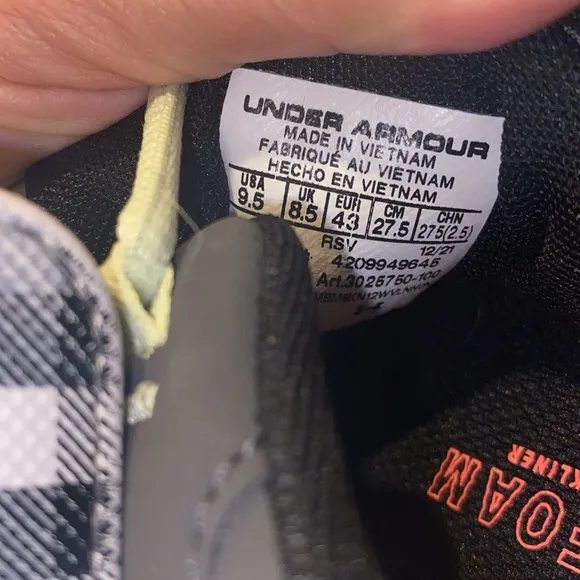 UNDER ARMOUR
MADE IN VIETNAM
FABRIQUÉ AU VIETNAM
HECHO EN VIETNAM
USA UK EUR CM CHN
9.5 8.5 43 27.5 275(2.5)
RSV 12/21
4209949645
Art.3025750-100
FOAM